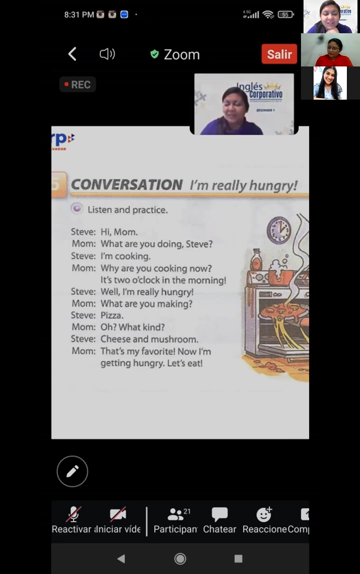 8:31 PM
Zoom
Salir
REC
Inglés
Corporativo
rp
5 CONVERSATION I'm really hungry!
Listen and practice.
Steve: Hi, Mom.
Mom: What are you doing, Steve?
Steve: I'm cooking.
Mom: Why are you cooking now?
It's two o'clock in the morning!
Steve: Well, I'm really hungry!
Mom: What are you making?
Steve: Pizza.
Mom: Oh? What kind?
Steve: Cheese and mushroom.
Mom: That's my favorite! Now I'm
getting hungry. Let's eat!
21
Reactivar
Iniciar víde
Participan
Chatear
Reaccione
Comp